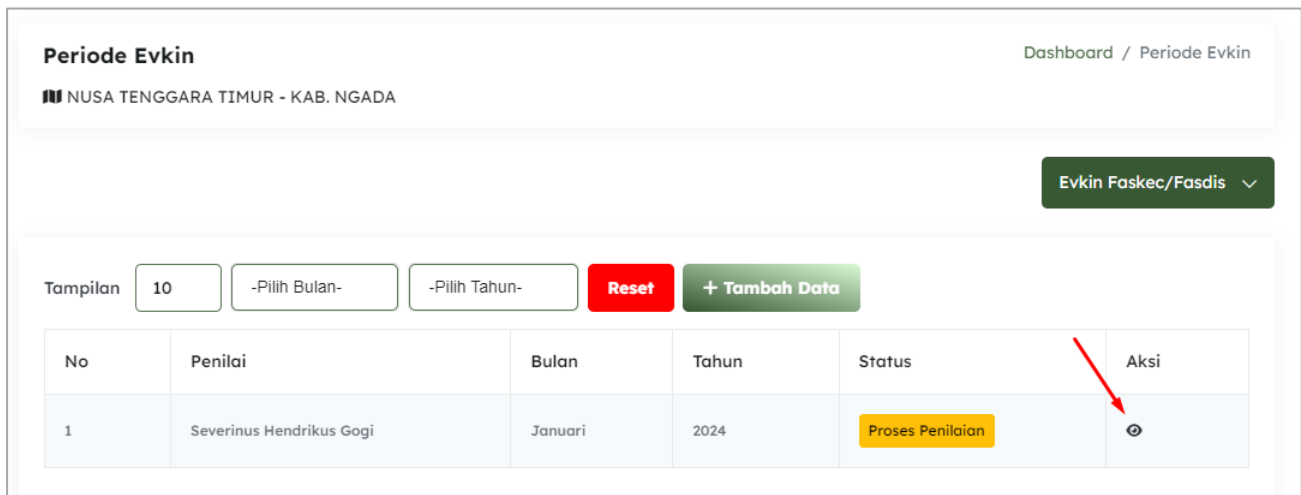 Periode Evkin
Dashboard / Periode Evkin
NUSA TENGGARA TIMUR - KAB. NGADA
Evkin Faskec/Fasdis
Tampilan 10 -Pilih Bulan- -Pilih Tahun- Reset + Tambah Data
No Penilai Bulan Tahun Status Aksi
1 Severinus Hendrikus Gogi Januari 2024 Proses Penilaian